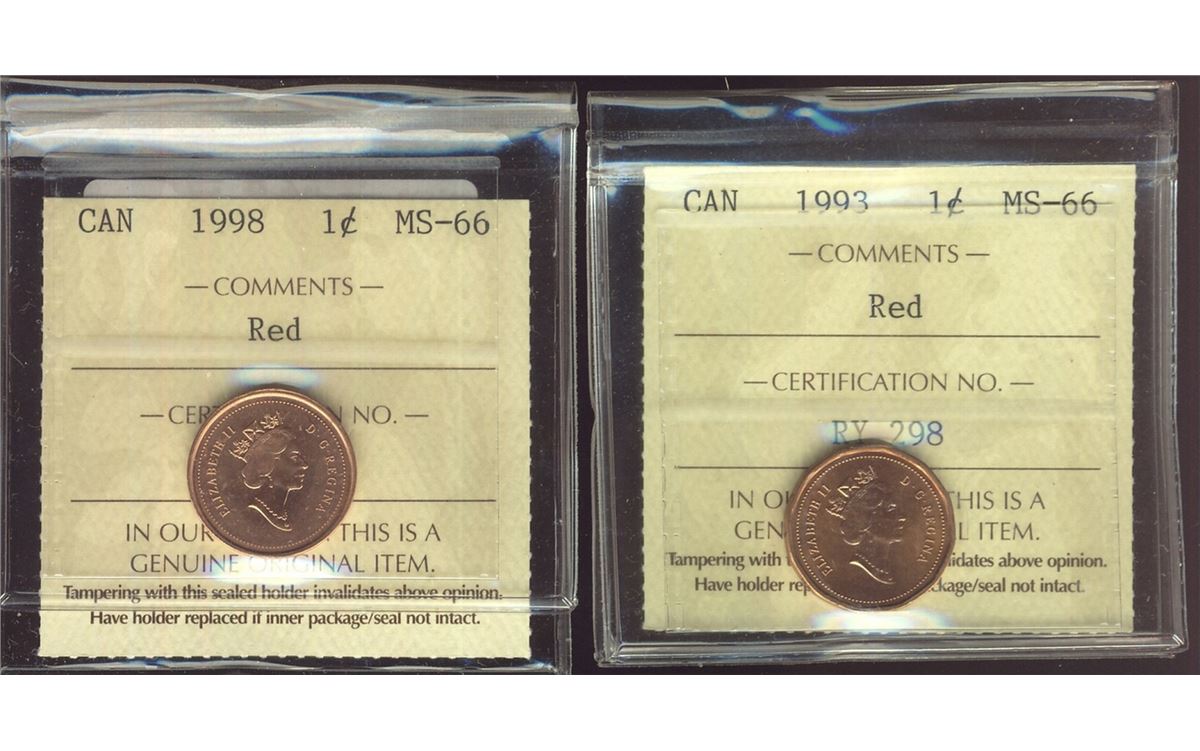 CAN 1998 1¢ MS-66
— COMMENTS —
Red
NO. —
IN OUR THIS IS A
GENUINE ORIGINAL ITEM.
Tampering with this sealed holder invalidates above opinion.
Have holder replaced if inner package/seal not intact.
ELIZABETH II D·G·REGINA
CAN 1993 1¢ MS-66
— COMMENTS —
Red
— CERTIFICATION NO. —
RY 298
IN THIS IS A
ITEM.
Tampering with invalidates above opinion.
Have holder package/seal not intact.
ELIZABETH II D·G·REGINA